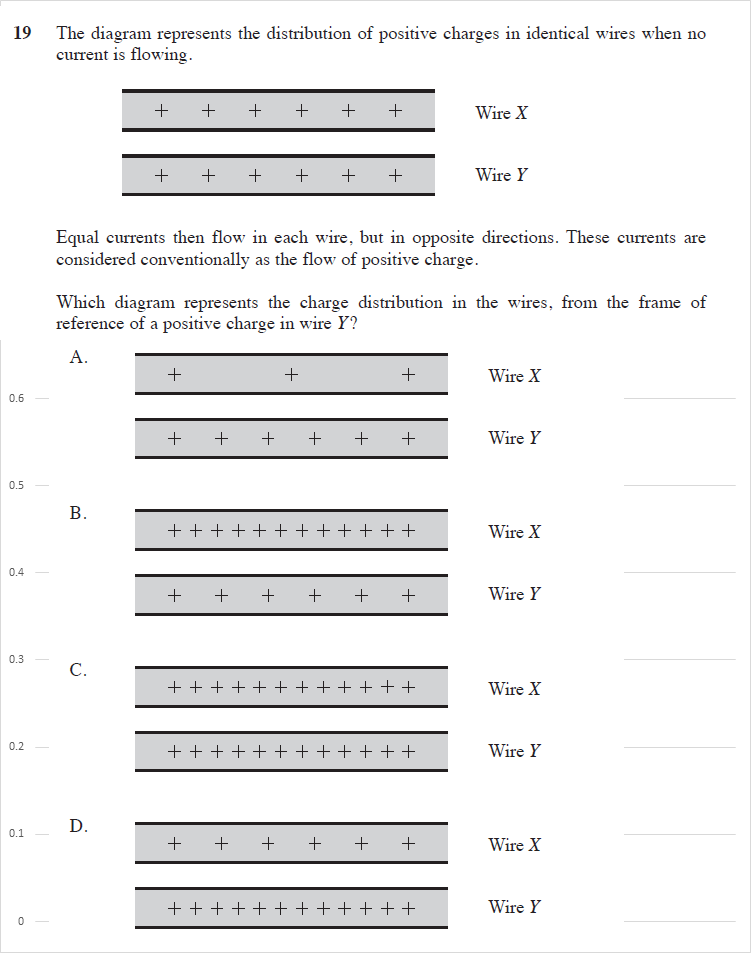 19 The diagram represents the distribution of positive charges in identical wires when no
current is flowing.
+ + + + + + Wire X
+ + + + + + Wire Y
Equal currents then flow in each wire, but in opposite directions. These currents are
considered conventionally as the flow of positive charge.
Which diagram represents the charge distribution in the wires, from the frame of
reference of a positive charge in wire Y?
A.
+ + + Wire X
0.6
+ + + + + + Wire Y
0.5
B.
+ + + + + + + + + + + + Wire X
0.4
+ + + + + + Wire Y
0.3
C.
+ + + + + + + + + + + + Wire X
0.2
+ + + + + + + + + + + + Wire Y
D.
0.1
+ + + + + + Wire X
+ + + + + + + + + + + + Wire Y
0